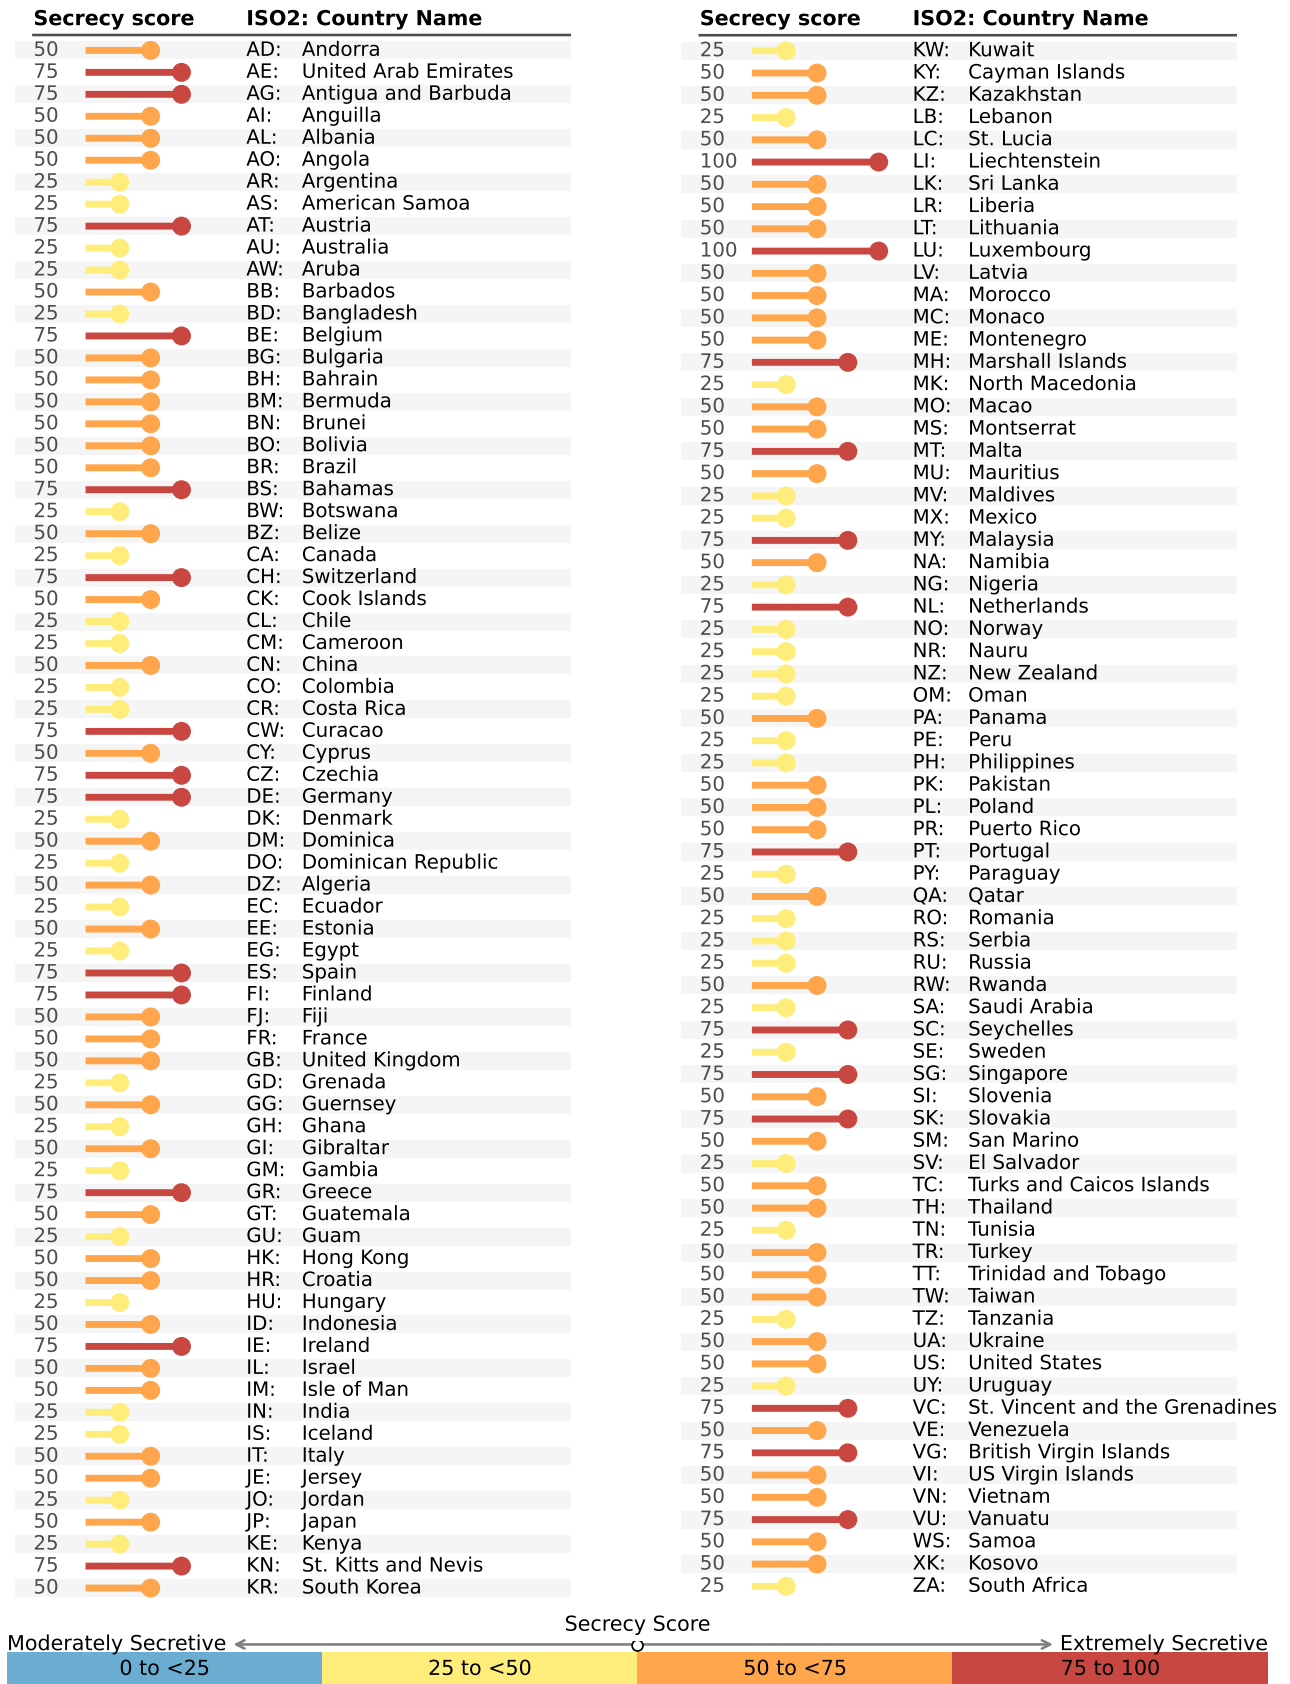 Secrecy score ISO2: Country Name
50 AD: Andorra
75 AE: United Arab Emirates
75 AG: Antigua and Barbuda
50 AI: Anguilla
50 AL: Albania
50 AO: Angola
25 AR: Argentina
25 AS: American Samoa
75 AT: Austria
25 AU: Australia
25 AW: Aruba
50 BB: Barbados
25 BD: Bangladesh
75 BE: Belgium
50 BG: Bulgaria
50 BH: Bahrain
50 BM: Bermuda
50 BN: Brunei
50 BO: Bolivia
50 BR: Brazil
75 BS: Bahamas
25 BW: Botswana
50 BZ: Belize
25 CA: Canada
75 CH: Switzerland
50 CK: Cook Islands
25 CL: Chile
25 CM: Cameroon
50 CN: China
25 CO: Colombia
25 CR: Costa Rica
75 CW: Curacao
50 CY: Cyprus
75 CZ: Czechia
75 DE: Germany
25 DK: Denmark
50 DM: Dominica
25 DO: Dominican Republic
50 DZ: Algeria
25 EC: Ecuador
50 EE: Estonia
25 EG: Egypt
75 ES: Spain
75 FI: Finland
50 FJ: Fiji
50 FR: France
50 GB: United Kingdom
25 GD: Grenada
50 GG: Guernsey
25 GH: Ghana
50 GI: Gibraltar
25 GM: Gambia
75 GR: Greece
50 GT: Guatemala
25 GU: Guam
50 HK: Hong Kong
50 HR: Croatia
25 HU: Hungary
50 ID: Indonesia
75 IE: Ireland
50 IL: Israel
50 IM: Isle of Man
25 IN: India
25 IS: Iceland
50 IT: Italy
50 JE: Jersey
25 JO: Jordan
50 JP: Japan
25 KE: Kenya
75 KN: St. Kitts and Nevis
50 KR: South Korea
Secrecy score ISO2: Country Name
25 KW: Kuwait
50 KY: Cayman Islands
50 KZ: Kazakhstan
25 LB: Lebanon
50 LC: St. Lucia
100 LI: Liechtenstein
50 LK: Sri Lanka
50 LR: Liberia
50 LT: Lithuania
100 LU: Luxembourg
50 LV: Latvia
50 MA: Morocco
50 MC: Monaco
50 ME: Montenegro
75 MH: Marshall Islands
25 MK: North Macedonia
50 MO: Macao
50 MS: Montserrat
75 MT: Malta
50 MU: Mauritius
25 MV: Maldives
25 MX: Mexico
75 MY: Malaysia
50 NA: Namibia
25 NG: Nigeria
75 NL: Netherlands
25 NO: Norway
25 NR: Nauru
25 NZ: New Zealand
25 OM: Oman
50 PA: Panama
25 PE: Peru
25 PH: Philippines
50 PK: Pakistan
50 PL: Poland
50 PR: Puerto Rico
75 PT: Portugal
25 PY: Paraguay
50 QA: Qatar
25 RO: Romania
25 RS: Serbia
25 RU: Russia
50 RW: Rwanda
25 SA: Saudi Arabia
75 SC: Seychelles
25 SE: Sweden
75 SG: Singapore
50 SI: Slovenia
75 SK: Slovakia
50 SM: San Marino
25 SV: El Salvador
50 TC: Turks and Caicos Islands
50 TH: Thailand
25 TN: Tunisia
50 TR: Turkey
50 TT: Trinidad and Tobago
50 TW: Taiwan
25 TZ: Tanzania
50 UA: Ukraine
50 US: United States
25 UY: Uruguay
75 VC: St. Vincent and the Grenadines
50 VE: Venezuela
75 VG: British Virgin Islands
50 VI: US Virgin Islands
50 VN: Vietnam
75 VU: Vanuatu
50 WS: Samoa
50 XK: Kosovo
25 ZA: South Africa
Secrecy Score
Moderately Secretive Extremely Secretive
0 to <25 25 to <50 50 to <75 75 to 100